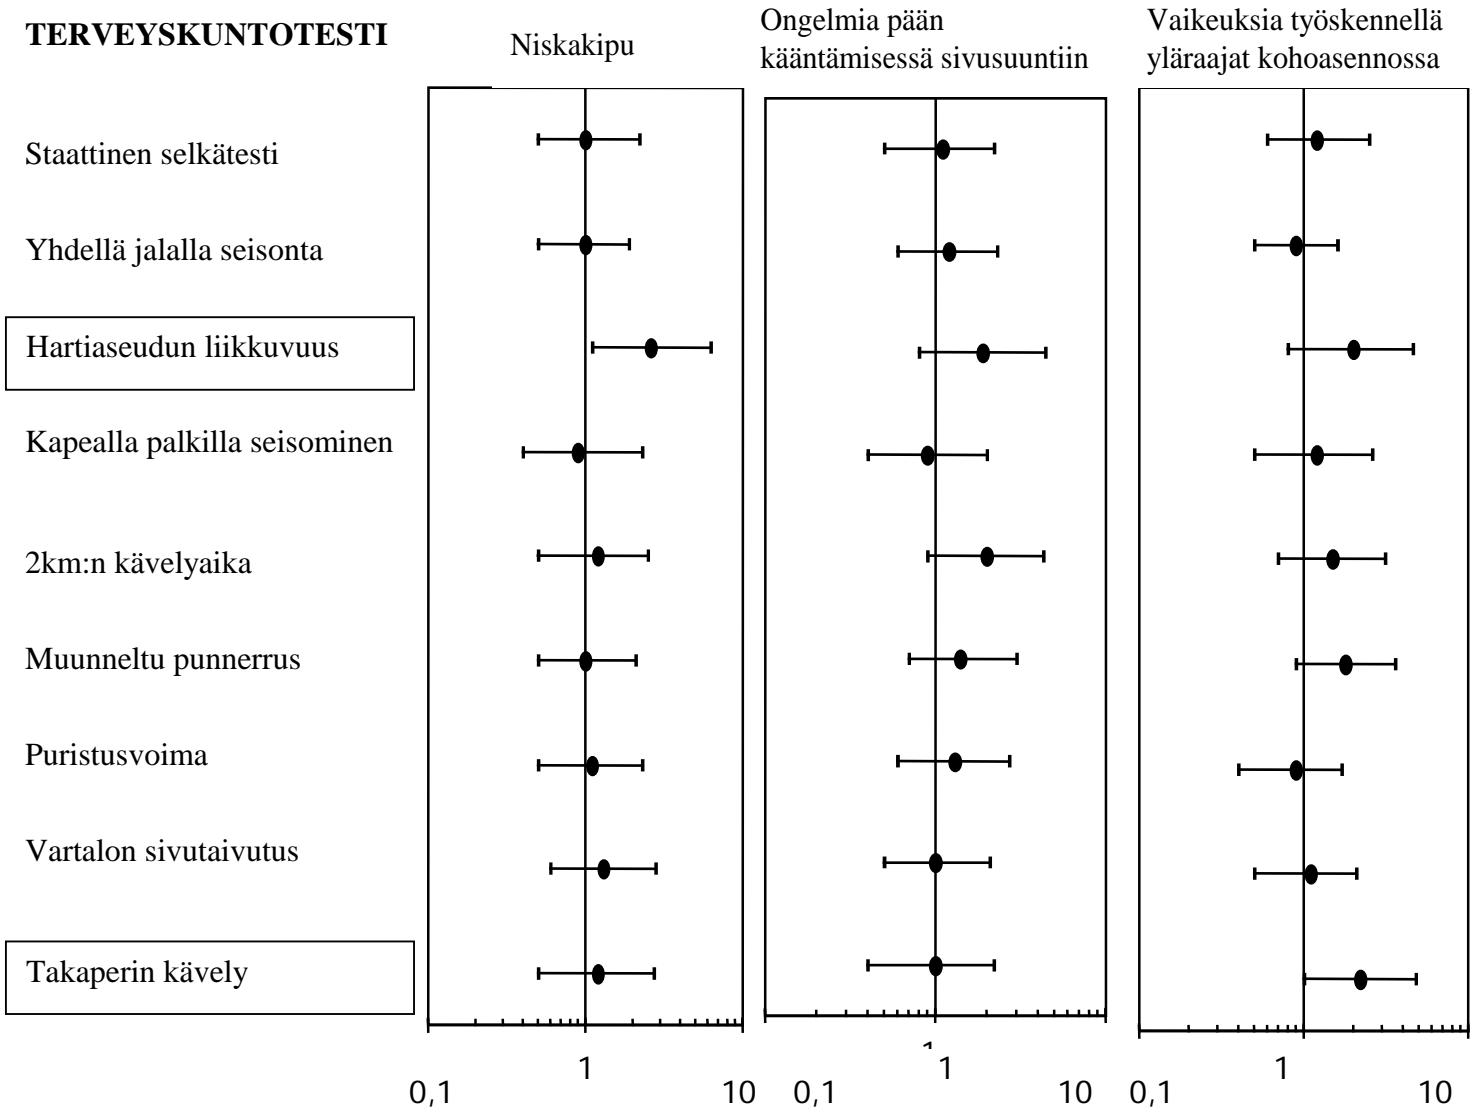 TERVEYSKUNTOTESTI
Niskakipu
Ongelmia pään
kääntämisessä sivusuuntiin
Vaikeuksia työskennellä
yläraajat kohoasennossa
Staattinen selkätesti
Yhdellä jalalla seisonta
Hartiaseudun liikkuvuus
Kapealla palkilla seisominen
2km:n kävelyaika
Muunneltu punnerrus
Puristusvoima
Vartalon sivutaivutus
Takaperin kävely
1
1
1
0,1
10
0,1
10
0,1
10